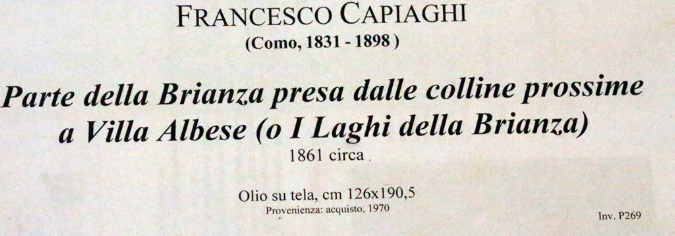 FRANCESCO CAPIAGHI
(Como, 1831 - 1898 )
Parte della Brianza presa dalle colline prossime
a Villa Albese (o I Laghi della Brianza)
1861 circa
Olio su tela, cm 126x190,5
Provenienza: acquisto, 1970
Inv. P269